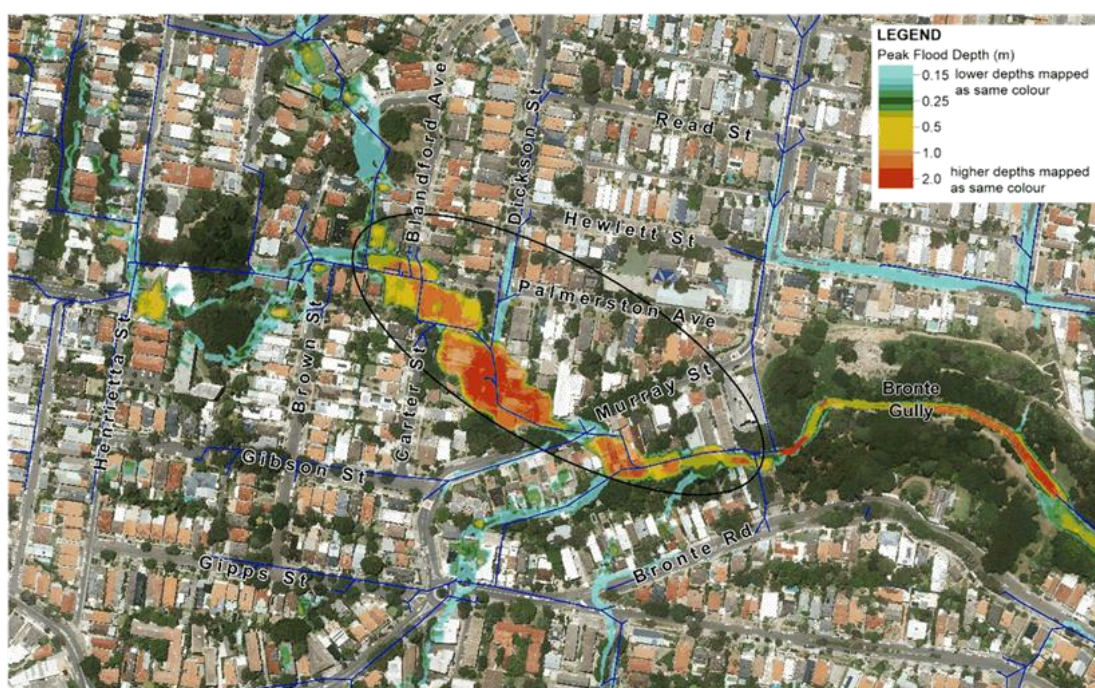 LEGEND
Peak Flood Depth (m)
0.15 lower depths mapped
as same colour
0.25
0.5
1.0
2.0 higher depths mapped
as same colour
Blandford Ave
Dickson St
Read St
Hewlett St
Palmerston Ave
Murray St
Bronte
Gully
Henrietta St
Brown St
Carter St
Gibson St
Gipps St
Bronte Rd